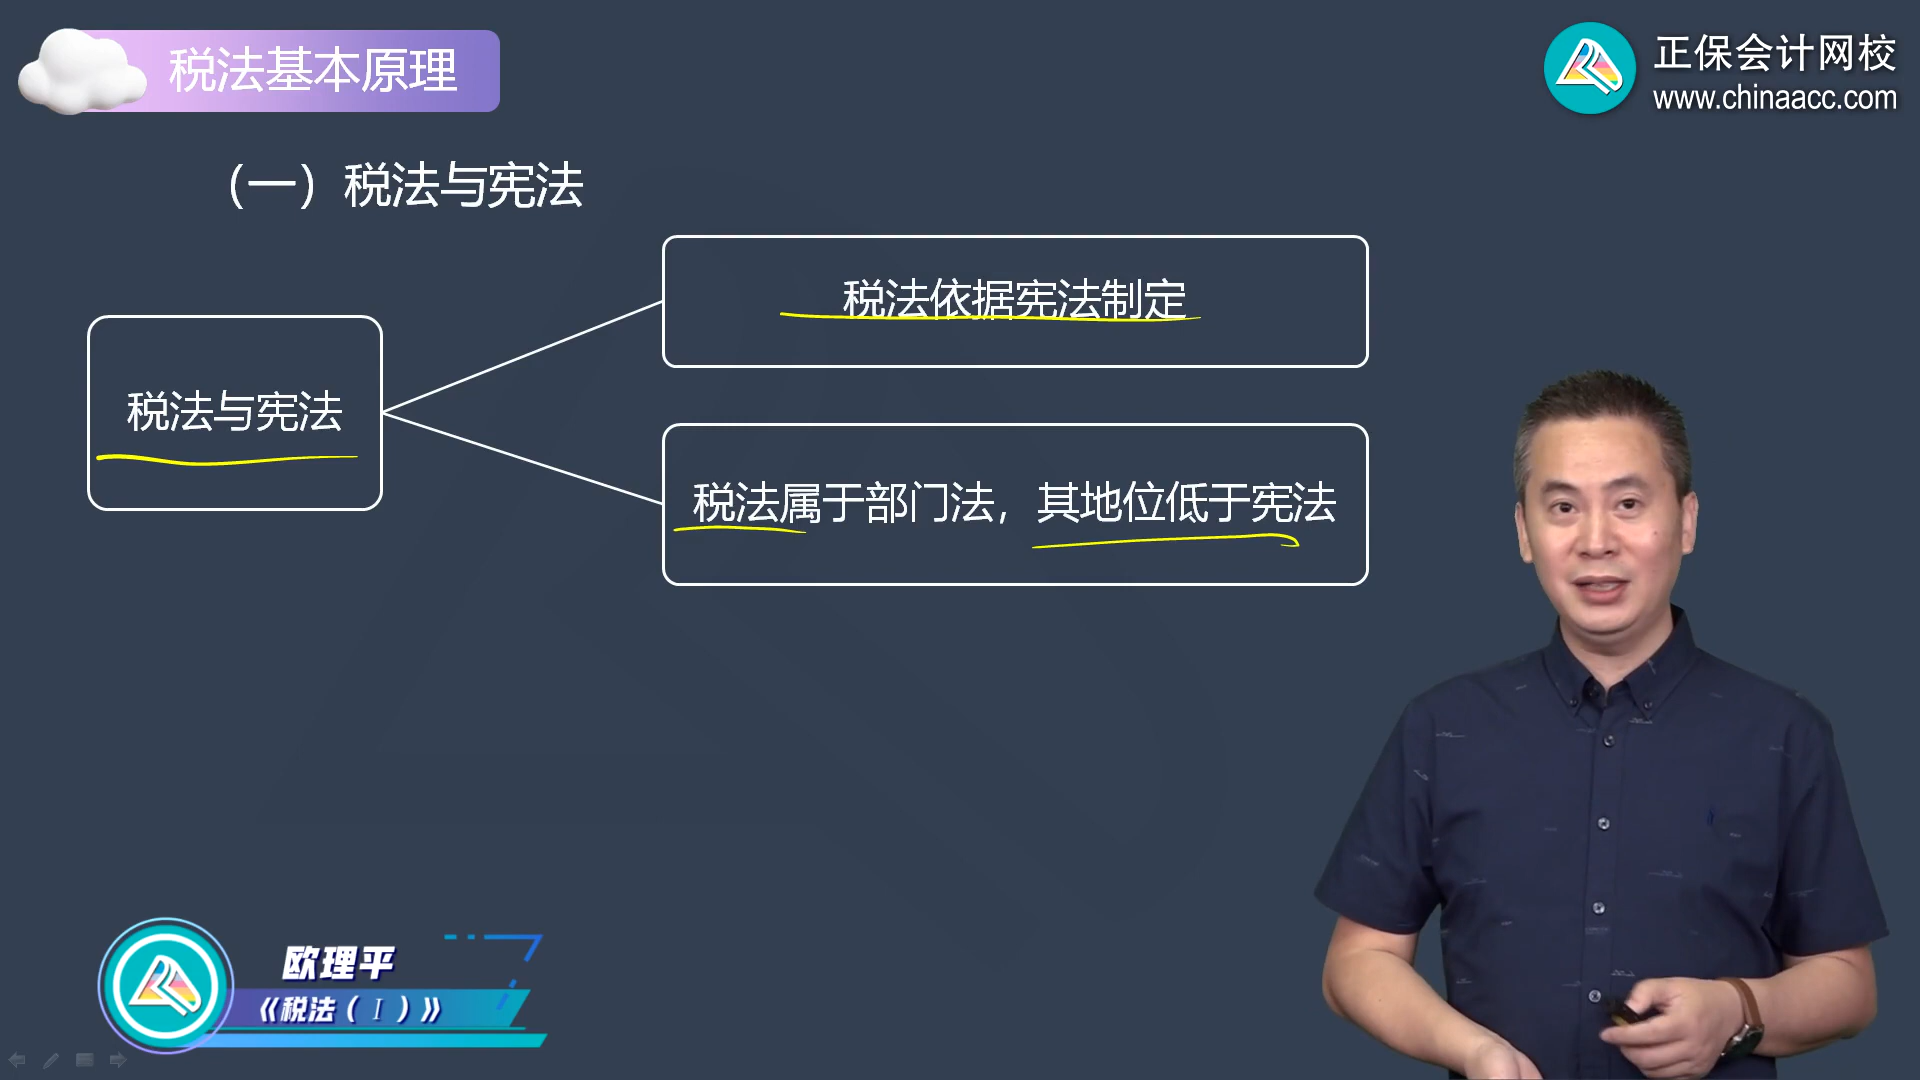 税法基本原理
正保会计网校
www.chinaacc.com
（一）税法与宪法
税法依据宪法制定
税法与宪法
税法属于部门法，其地位低于宪法
欧理平
《税法（Ⅰ）》